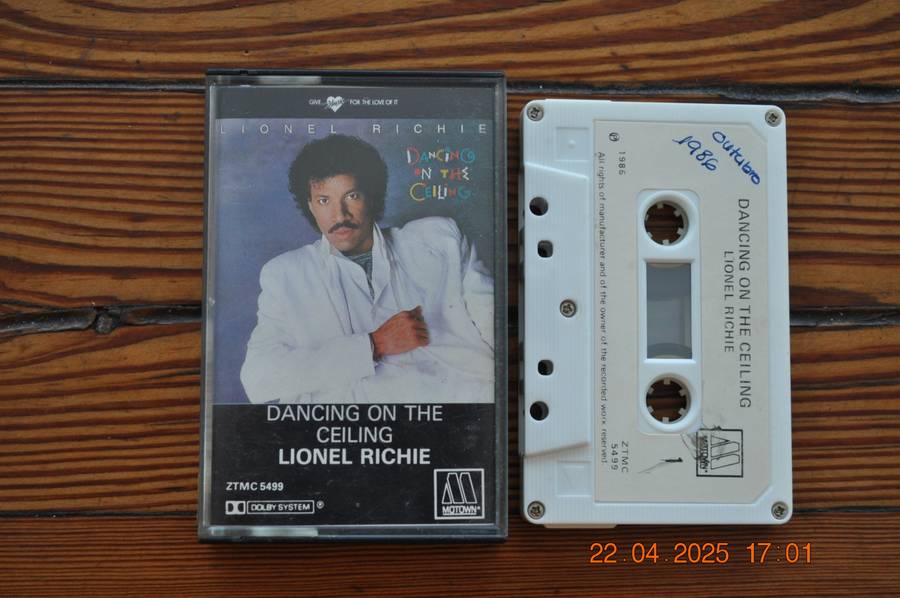 GIVE FOR THE LOVE OF IT
LIONEL RICHIE
DANCING
ON THE
CEILING
DANCING ON THE
CEILING
LIONEL RICHIE
ZTMC 5499
DOLBY SYSTEM ®
MOTOWN®
outubro
1986
DANCING ON THE CEILING
LIONEL RICHIE
℗ 1986
All rights of manufacturer and of the owner of the recorded work reserved.
ZTMC
5499
1
MOTOWN®
22.04.2025 17:01